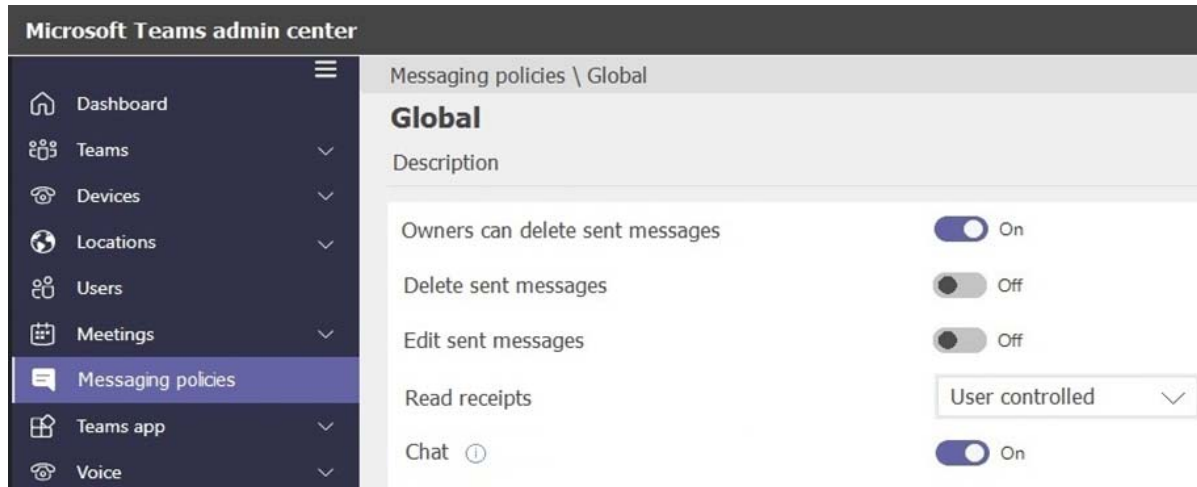 Microsoft Teams admin center
Dashboard
Teams
Devices
Locations
Users
Meetings
Messaging policies
Teams app
Voice
Messaging policies \ Global
Global
Description
Owners can delete sent messages On
Delete sent messages Off
Edit sent messages Off
Read receipts User controlled
Chat On